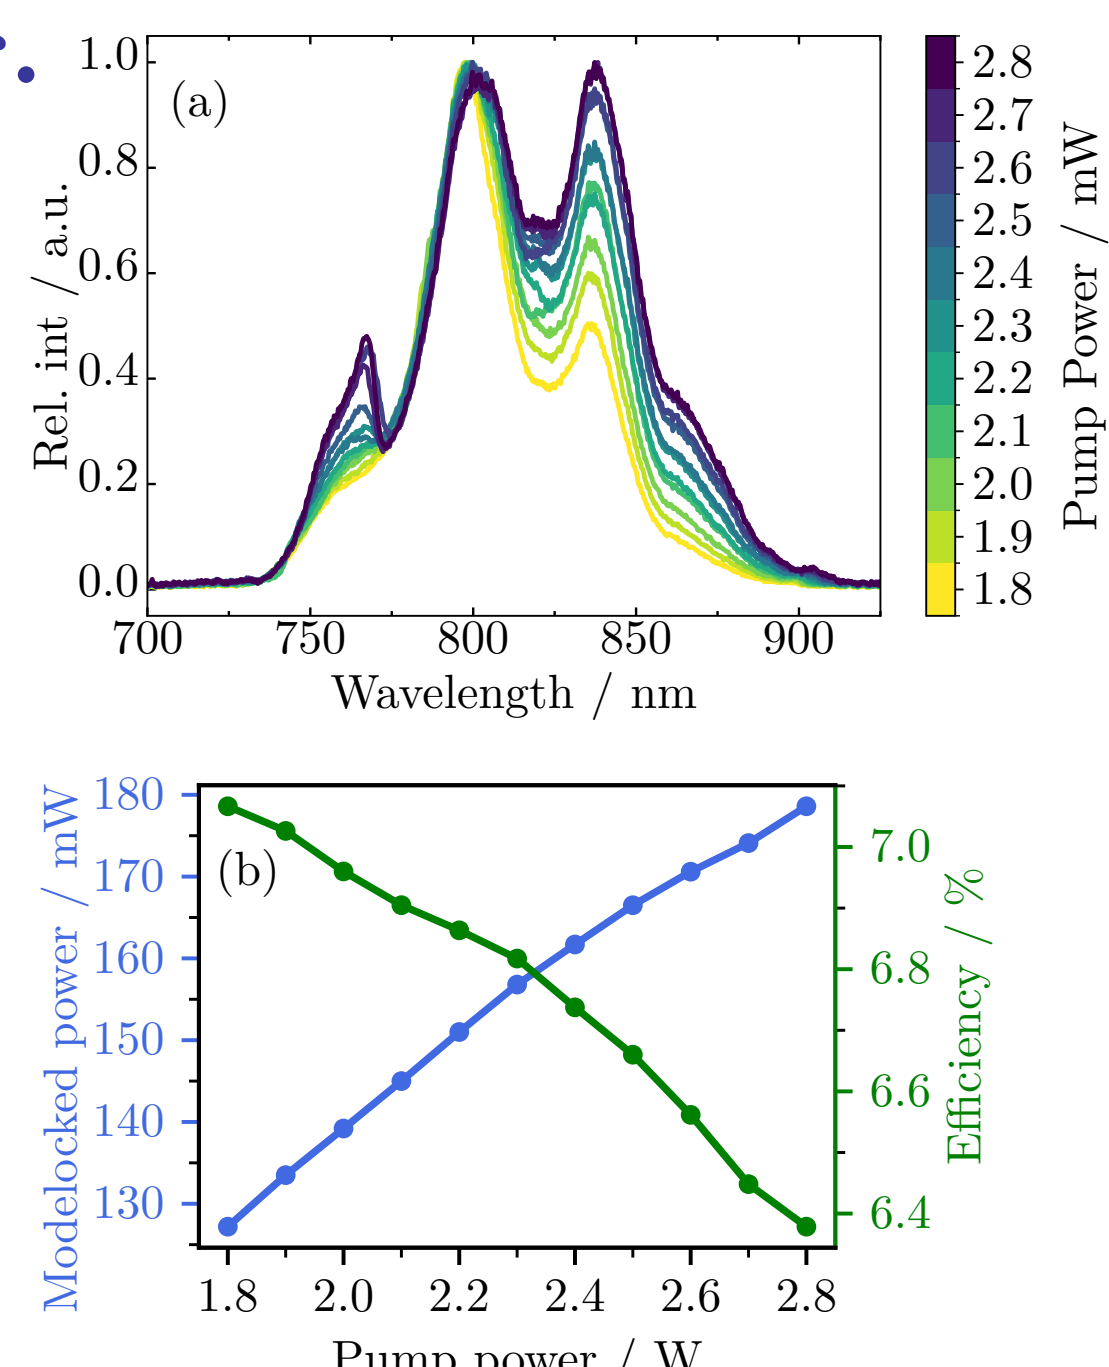 (a)
1.0
0.8
0.6
0.4
0.2
0.0
Rel. int / a.u.
700 750 800 850 900
Wavelength / nm
2.8
2.7
2.6
2.5
2.4
2.3
2.2
2.1
2.0
1.9
1.8
Pump Power / mW
(b)
180
170
160
150
140
130
Modelocked power / mW
7.0
6.8
6.6
6.4
Efficiency / %
1.8 2.0 2.2 2.4 2.6 2.8
Pump power / W